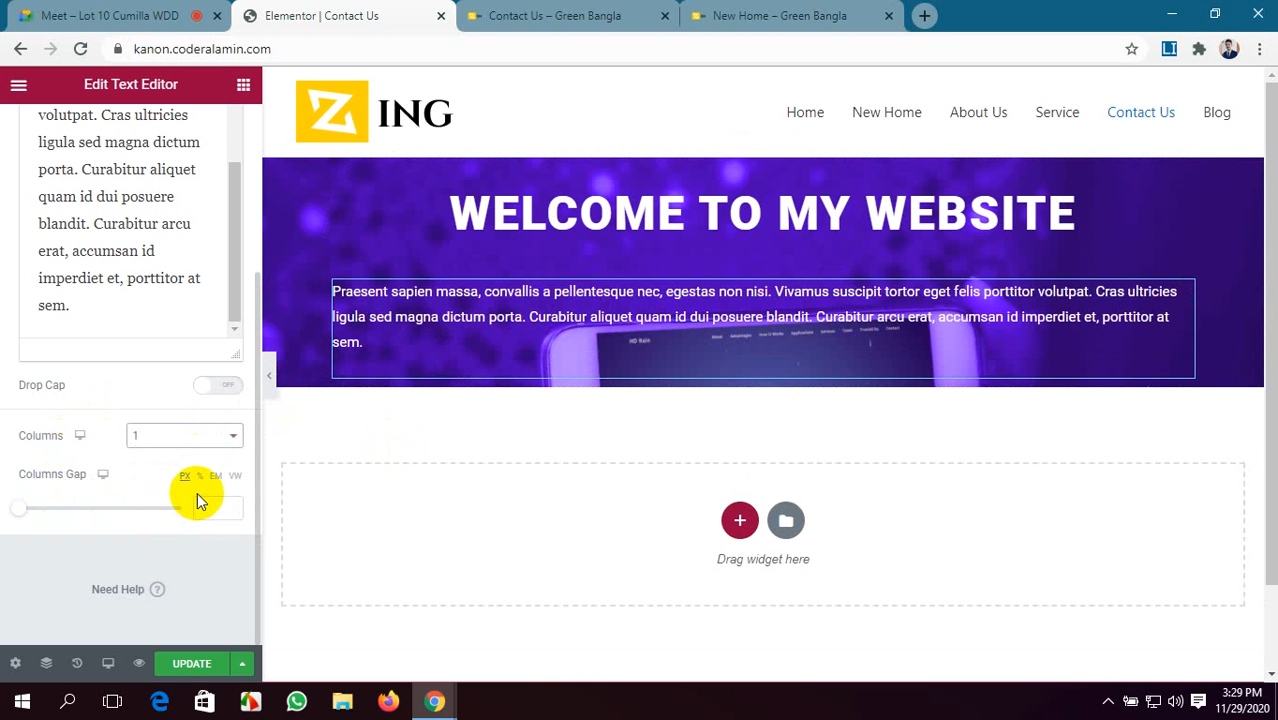 Meet – Lot 10 Cumilla WDD
Elementor | Contact Us
Contact Us – Green Bangla
New Home – Green Bangla
kanon.coderalamin.com
Edit Text Editor
volutpat. Cras ultricies
ligula sed magna dictum
porta. Curabitur aliquet
quam id dui posuere
blandit. Curabitur arcu
erat, accumsan id
imperdiet et, porttitor at
sem.
Drop Cap
OFF
Columns
1
Columns Gap
PX % EM VW
Need Help ?
UPDATE
Z ING
Home New Home About Us Service Contact Us Blog
WELCOME TO MY WEBSITE
Praesent sapien massa, convallis a pellentesque nec, egestas non nisi. Vivamus suscipit tortor eget felis porttitor volutpat. Cras ultricies
ligula sed magna dictum porta. Curabitur aliquet quam id dui posuere blandit. Curabitur arcu erat, accumsan id imperdiet et, porttitor at
sem.
HD Rain
Drag widget here
3:29 PM
11/29/2020